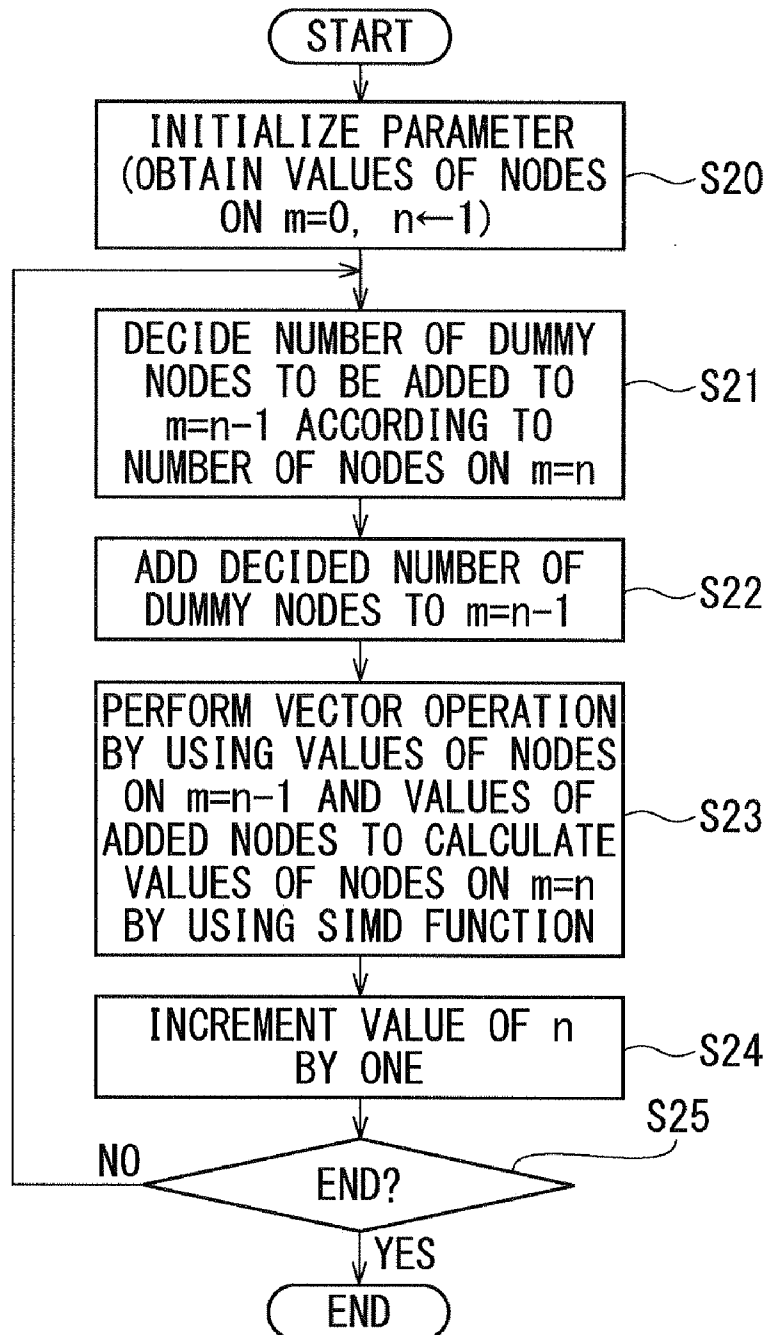 START
INITIALIZE PARAMETER
(OBTAIN VALUES OF NODES
ON m=0, n←1)
S20
DECIDE NUMBER OF DUMMY
NODES TO BE ADDED TO
m=n-1 ACCORDING TO
NUMBER OF NODES ON m=n
S21
ADD DECIDED NUMBER OF
DUMMY NODES TO m=n-1
S22
PERFORM VECTOR OPERATION
BY USING VALUES OF NODES
ON m=n-1 AND VALUES OF
ADDED NODES TO CALCULATE
VALUES OF NODES ON m=n
BY USING SIMD FUNCTION
S23
INCREMENT VALUE OF n
BY ONE
S24
S25
NO
END?
YES
END